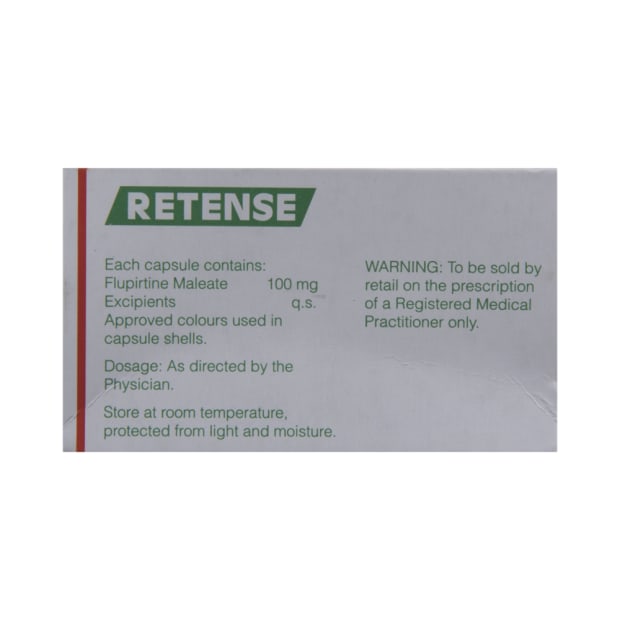 RETENSE
Each capsule contains:
Flupirtine Maleate 100 mg
Excipients q.s.
Approved colours used in
capsule shells.
Dosage: As directed by the
Physician.
Store at room temperature,
protected from light and moisture.
WARNING: To be sold by
retail on the prescription
of a Registered Medical
Practitioner only.